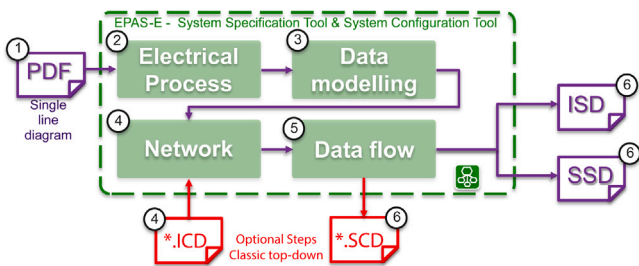 EPAS-E - System Specification Tool & System Configuration Tool
1
PDF
Single
line
diagram
2
Electrical
Process
3
Data
modelling
4
Network
5
Data flow
6
ISD
6
SSD
4
*.ICD
Optional Steps
Classic top-down
6
*.SCD